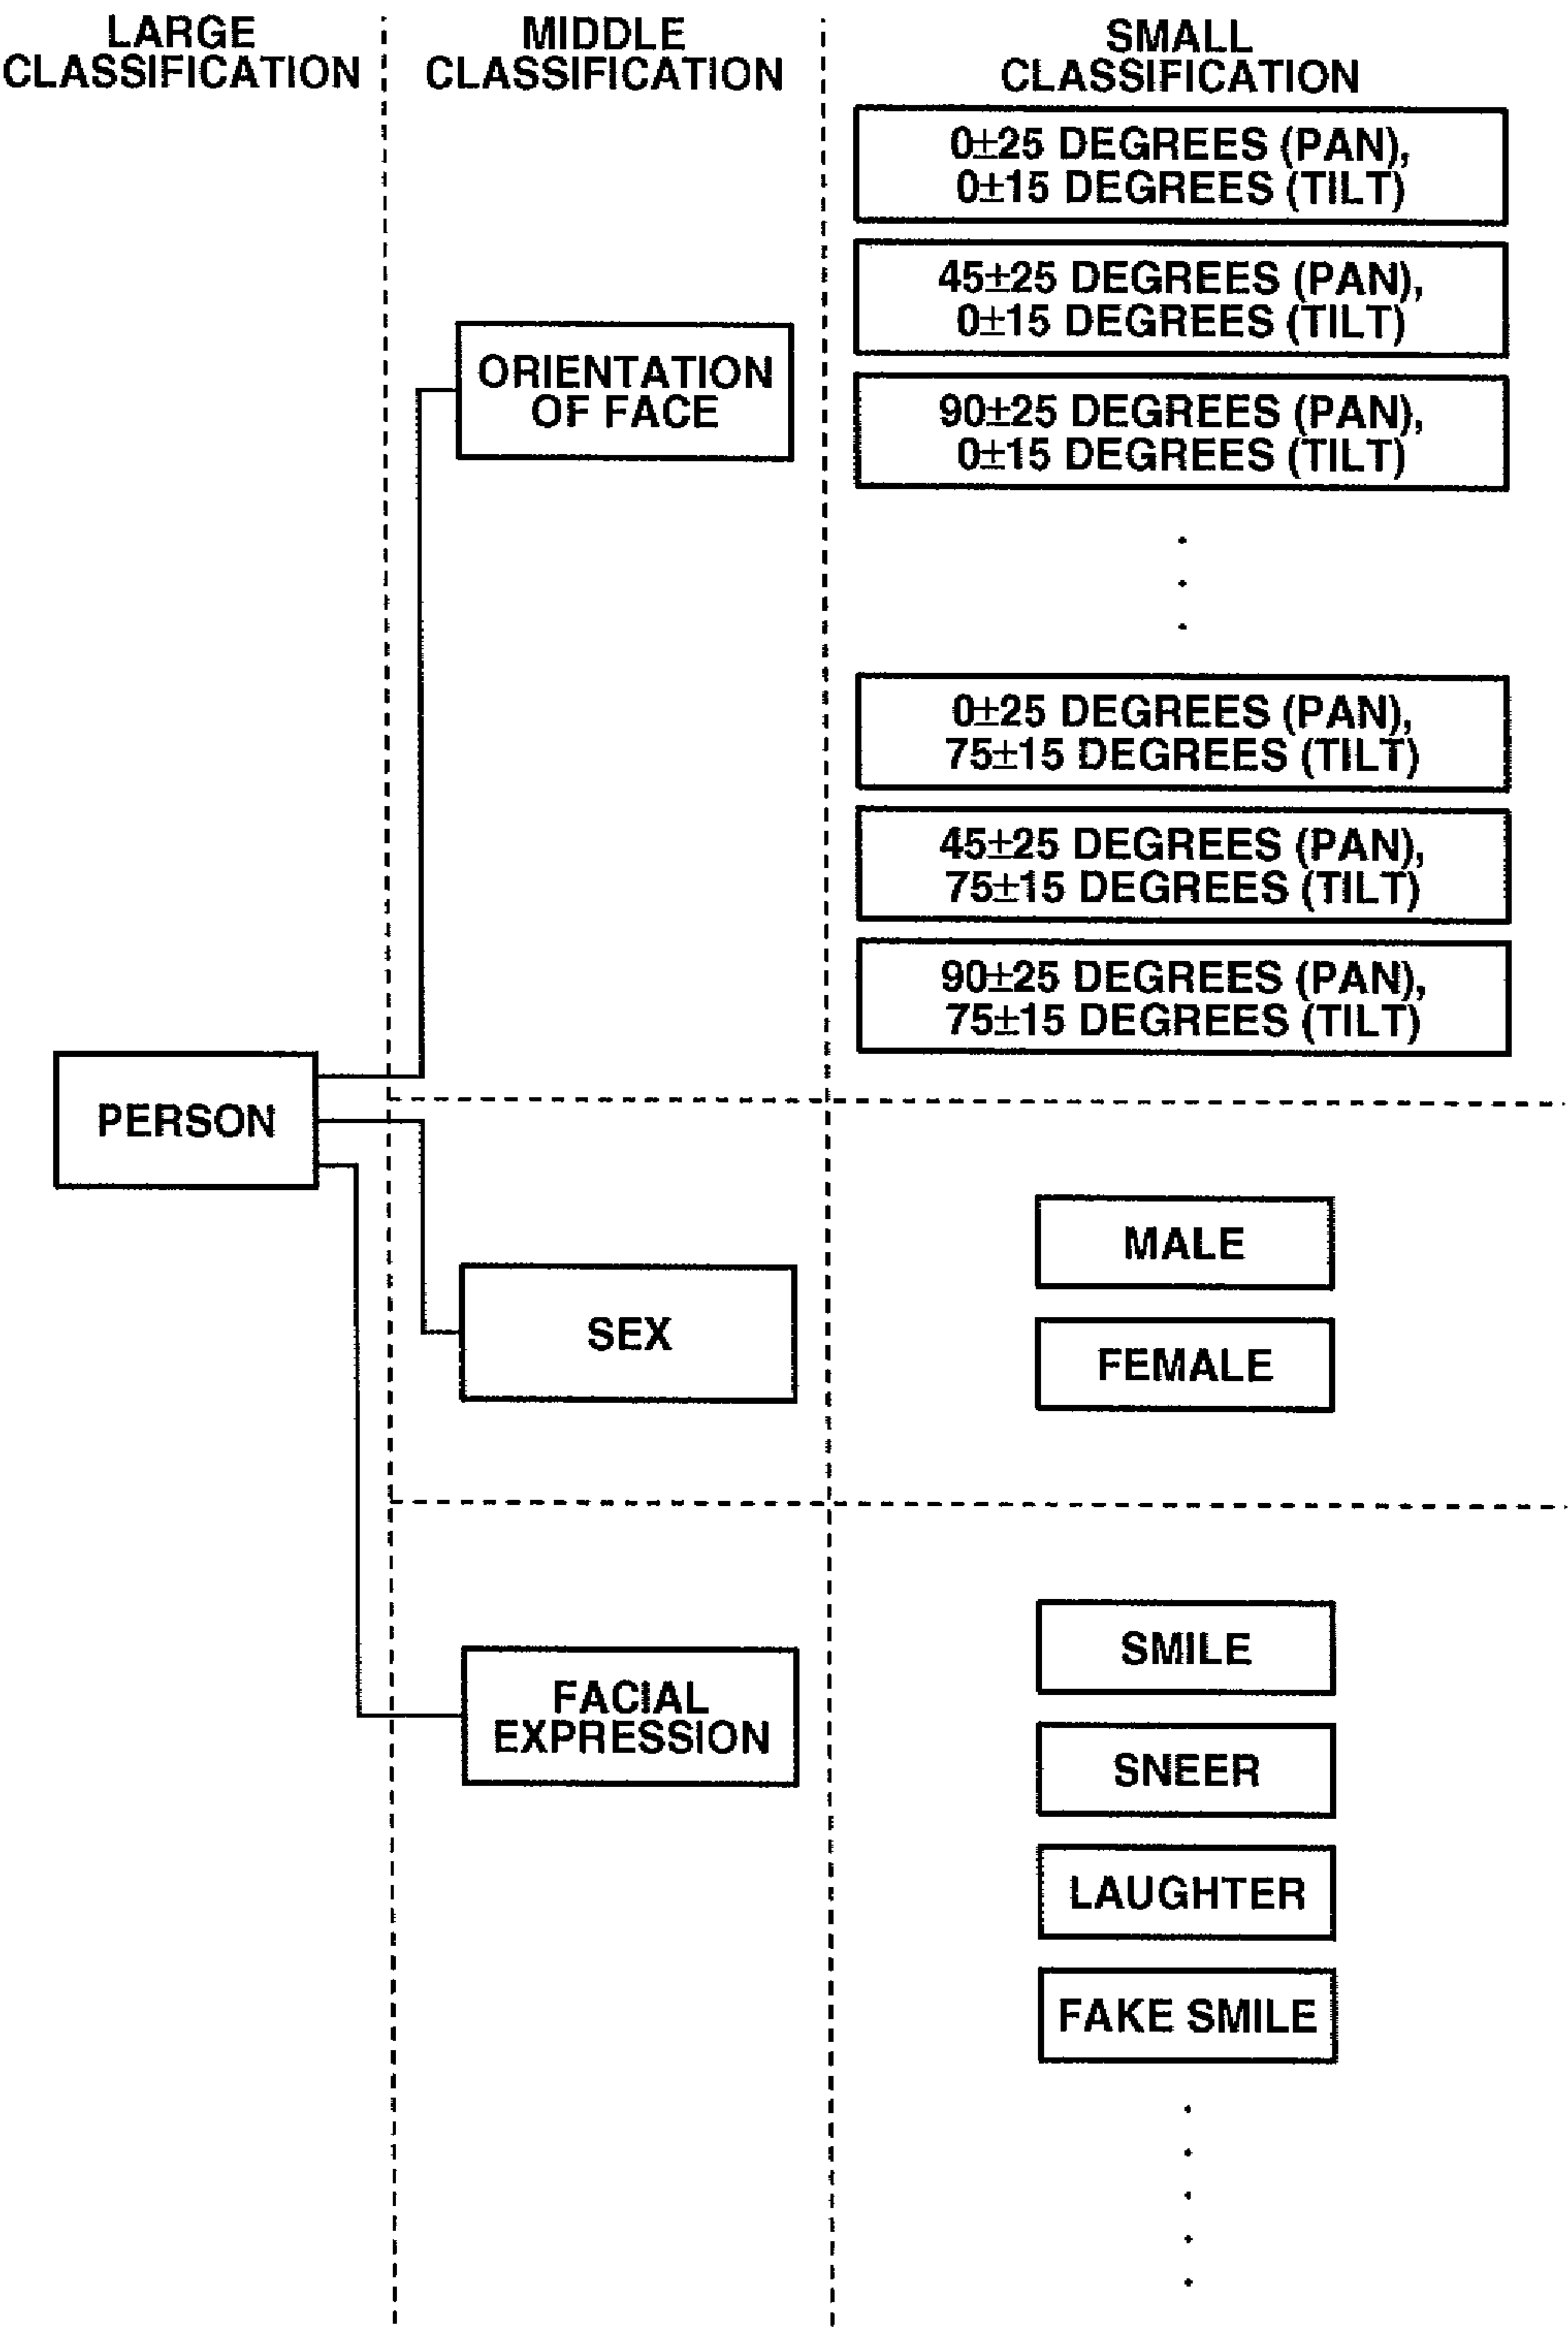 LARGE
CLASSIFICATION
MIDDLE
CLASSIFICATION
SMALL
CLASSIFICATION
0±25 DEGREES (PAN),
0±15 DEGREES (TILT)
45±25 DEGREES (PAN),
0±15 DEGREES (TILT)
ORIENTATION
OF FACE
90±25 DEGREES (PAN),
0±15 DEGREES (TILT)
0±25 DEGREES (PAN),
75±15 DEGREES (TILT)
45±25 DEGREES (PAN),
75±15 DEGREES (TILT)
90±25 DEGREES (PAN),
75±15 DEGREES (TILT)
PERSON
SEX
MALE
FEMALE
FACIAL
EXPRESSION
SMILE
SNEER
LAUGHTER
FAKE SMILE